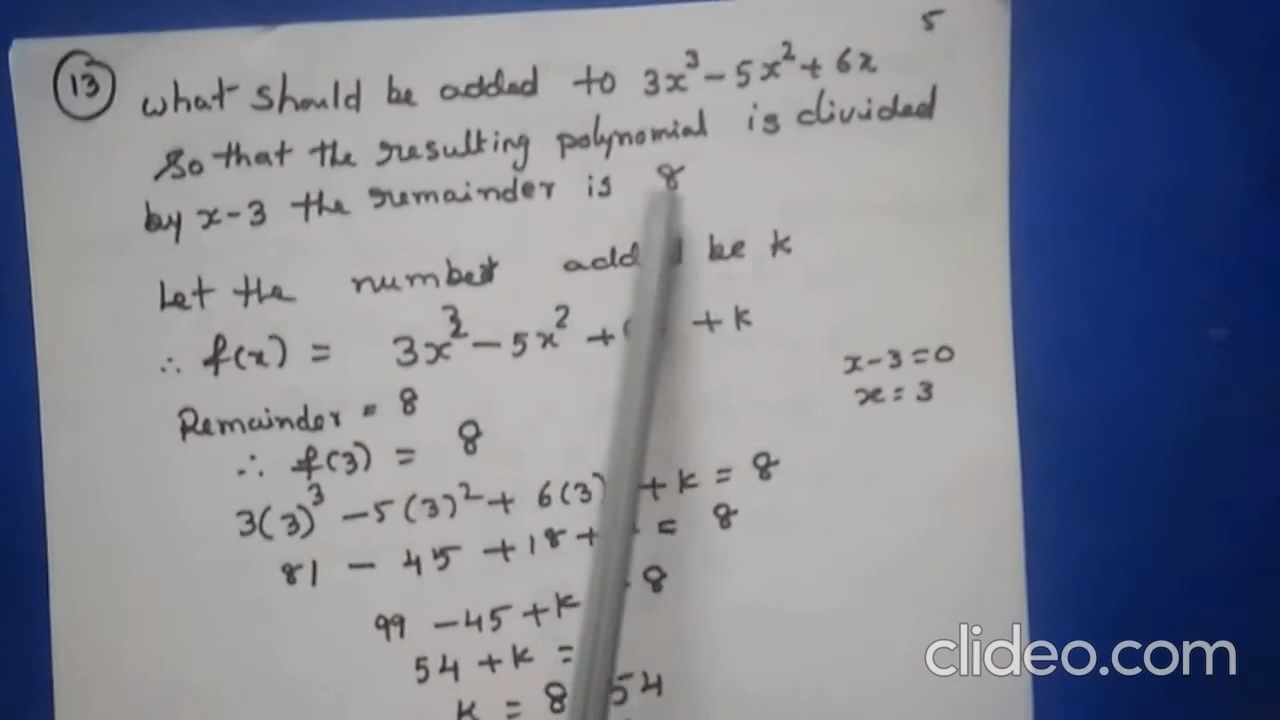 5
13 what should be added to 3x³ - 5x² + 6x
so that the resulting polynomial is divided
by x-3 the remainder is 8
Let the number be k
∴ f(x) = 3x³ - 5x² + + k
x-3=0
x = 3
Remainder = 8
∴ f(3) = 8
3(3)³ - 5(3)² + 6(3) + k = 8
81 - 45 + 18 + = 8
99 - 45 + k 8
54 + k =
k = 8 54
clideo.com